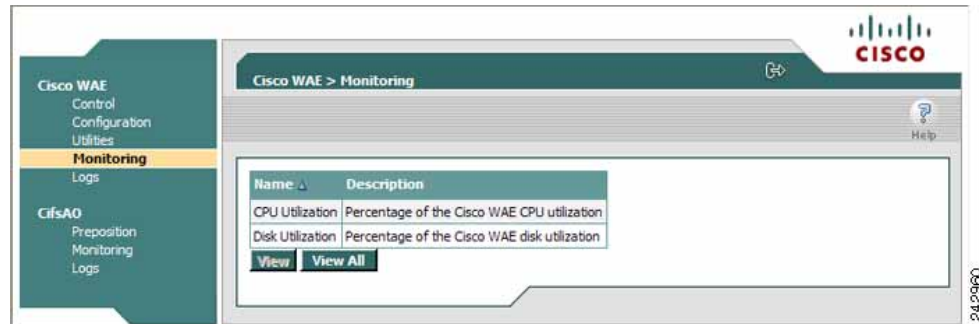 CISCO
Cisco WAE
Control
Configuration
Utilities
Monitoring
Logs
CifsAO
Preposition
Monitoring
Logs
Cisco WAE > Monitoring
Help
Name Description
CPU Utilization Percentage of the Cisco WAE CPU utilization
Disk Utilization Percentage of the Cisco WAE disk utilization
View View All
242960